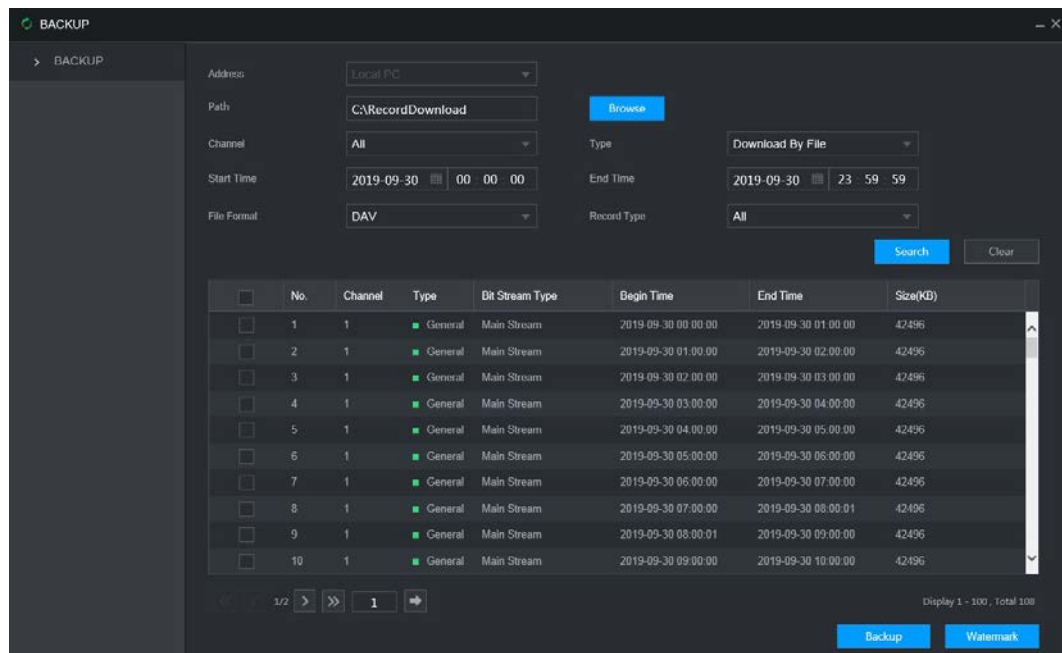 BACKUP
BACKUP
Address Local PC
Path C:\RecordDownload Browse
Channel All Type Download By File
Start Time 2019-09-30 00 : 00 : 00 End Time 2019-09-30 23 : 59 : 59
File Format DAV Record Type All
Search Clear
No. Channel Type Bit Stream Type Begin Time End Time Size(KB)
1 1 General Main Stream 2019-09-30 00:00:00 2019-09-30 01:00:00 42496
2 1 General Main Stream 2019-09-30 01:00:00 2019-09-30 02:00:00 42496
3 1 General Main Stream 2019-09-30 02:00:00 2019-09-30 03:00:00 42496
4 1 General Main Stream 2019-09-30 03:00:00 2019-09-30 04:00:00 42496
5 1 General Main Stream 2019-09-30 04:00:00 2019-09-30 05:00:00 42496
6 1 General Main Stream 2019-09-30 05:00:00 2019-09-30 06:00:00 42496
7 1 General Main Stream 2019-09-30 06:00:00 2019-09-30 07:00:00 42496
8 1 General Main Stream 2019-09-30 07:00:00 2019-09-30 08:00:01 42496
9 1 General Main Stream 2019-09-30 08:00:01 2019-09-30 09:00:00 42496
10 1 General Main Stream 2019-09-30 09:00:00 2019-09-30 10:00:00 42496
1/2 1 Display 1 - 100 , Total 108
Backup Watermark